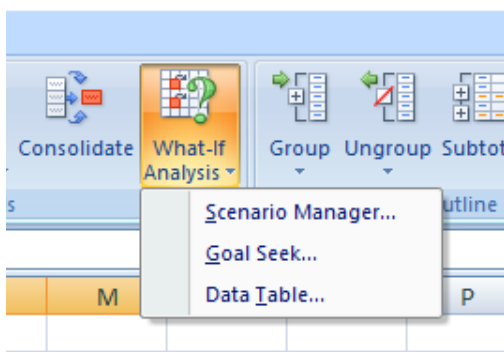 Consolidate
What-If
Analysis
Group
Ungroup
Subtot
s
utline
Scenario Manager...
Goal Seek...
Data Table...
M
P